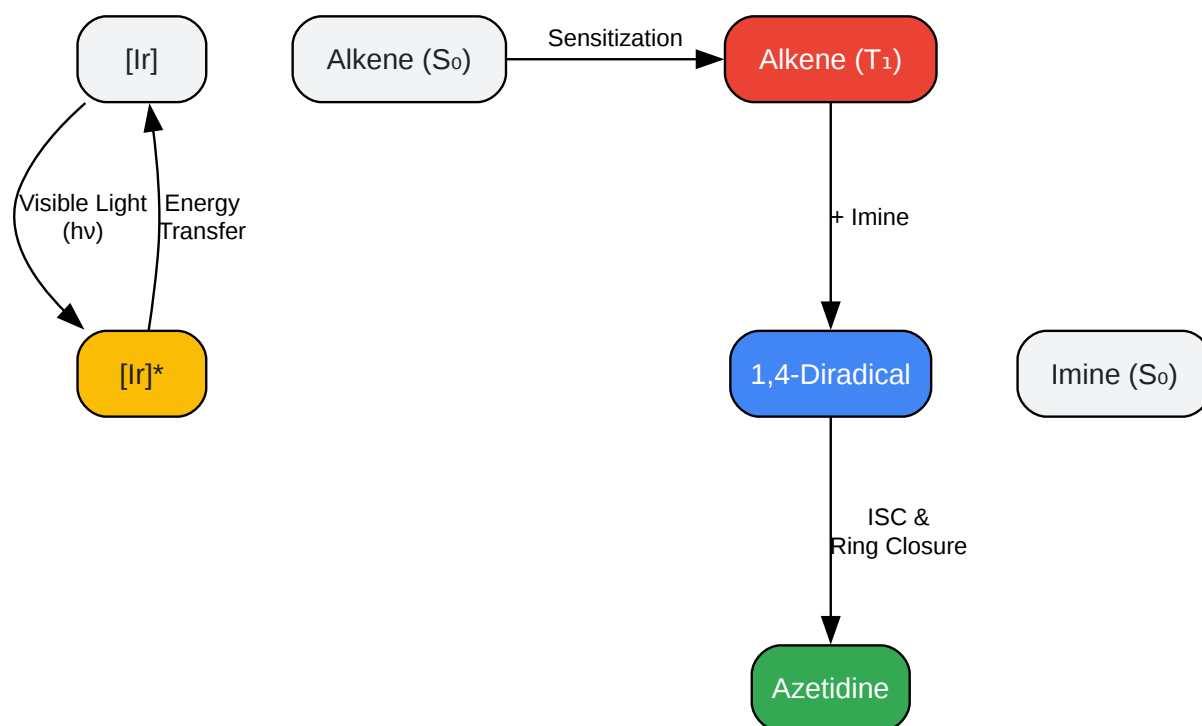 [Ir]
Alkene (S₀)
Sensitization
Alkene (T₁)
Visible Light
(hν)
Energy
Transfer
+ Imine
[Ir]*
1,4-Diradical
Imine (S₀)
ISC &
Ring Closure
Azetidine